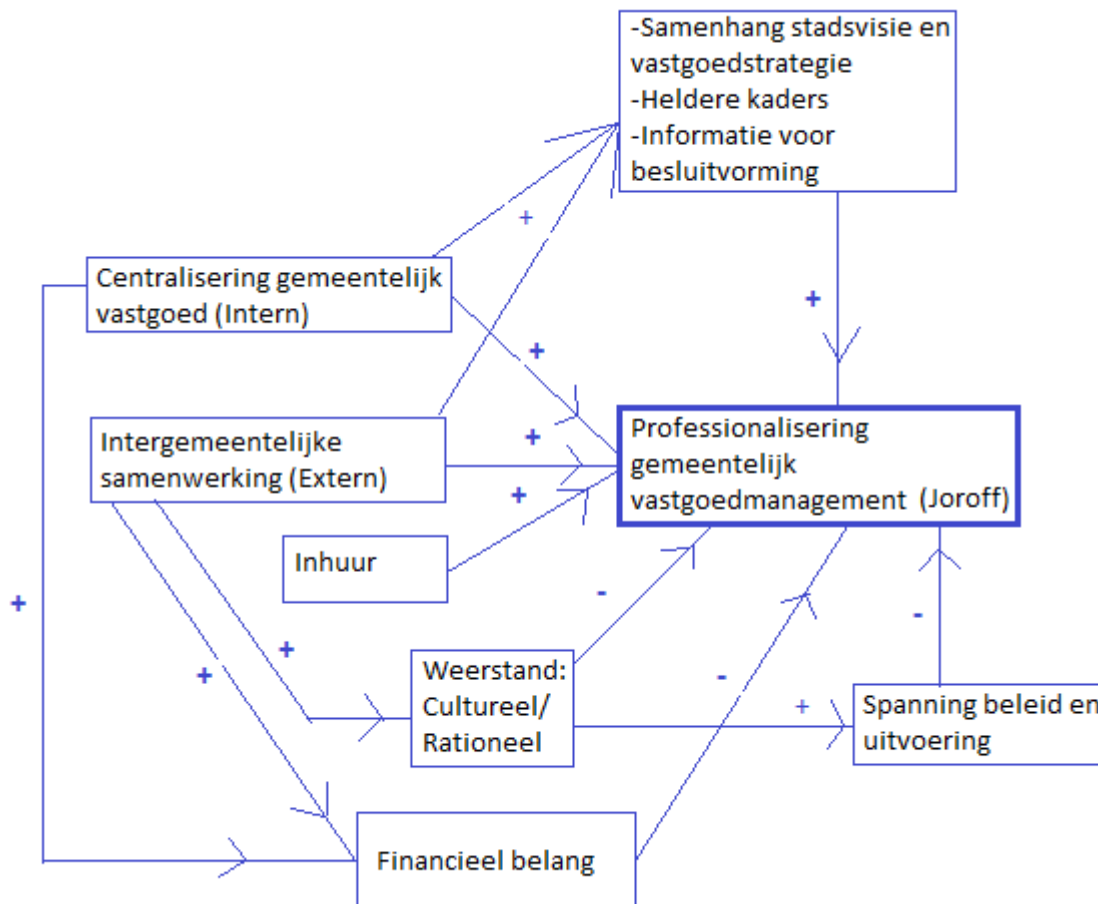 -Samenhang stadsvisie en
vastgoedstrategie
-Heldere kaders
-Informatie voor
besluitvorming
+
Centralisering gemeentelijk
vastgoed (Intern)
+
+
Intergemeentelijke
samenwerking (Extern)
+
+
Professionalisering
gemeentelijk
vastgoedmanagement (Joroff)
Inhuur
+
-
-
-
+
+
Weerstand:
Cultureel/
Rationeel
+
+
Spanning beleid en
uitvoering
Financieel belang